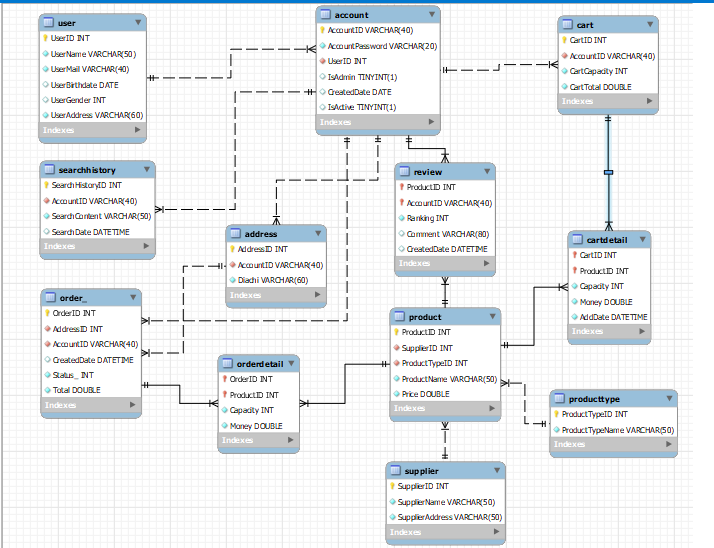 user
UserID INT
UserName VARCHAR(50)
UserMail VARCHAR(40)
UserBirthdate DATE
UserGender INT
UserAddress VARCHAR(60)
Indexes
account
AccountID VARCHAR(40)
AccountPassword VARCHAR(20)
UserID INT
IsAdmin TINYINT(1)
CreatedDate DATE
IsActive TINYINT(1)
Indexes
cart
CartID INT
AccountID VARCHAR(40)
CartCapacity INT
CartTotal DOUBLE
Indexes
searchhistory
SearchHistoryID INT
AccountID VARCHAR(40)
SearchContent VARCHAR(50)
SearchDate DATETIME
Indexes
review
ProductID INT
AccountID VARCHAR(40)
Ranking INT
Comment VARCHAR(80)
CreatedDate DATETIME
Indexes
address
AddressID INT
AccountID VARCHAR(40)
Diachi VARCHAR(60)
Indexes
cartdetail
CartID INT
ProductID INT
Capacity INT
Money DOUBLE
AddDate DATETIME
Indexes
order_
OrderID INT
AddressID INT
AccountID VARCHAR(40)
CreatedDate DATETIME
Status_ INT
Total DOUBLE
Indexes
orderdetail
OrderID INT
ProductID INT
Capacity INT
Money DOUBLE
Indexes
product
ProductID INT
SupplierID INT
ProductTypeID INT
ProductName VARCHAR(50)
Price DOUBLE
Indexes
producttype
ProductTypeID INT
ProductTypeName VARCHAR(50)
Indexes
supplier
SupplierID INT
SupplierName VARCHAR(50)
SupplierAddress VARCHAR(50)
Indexes